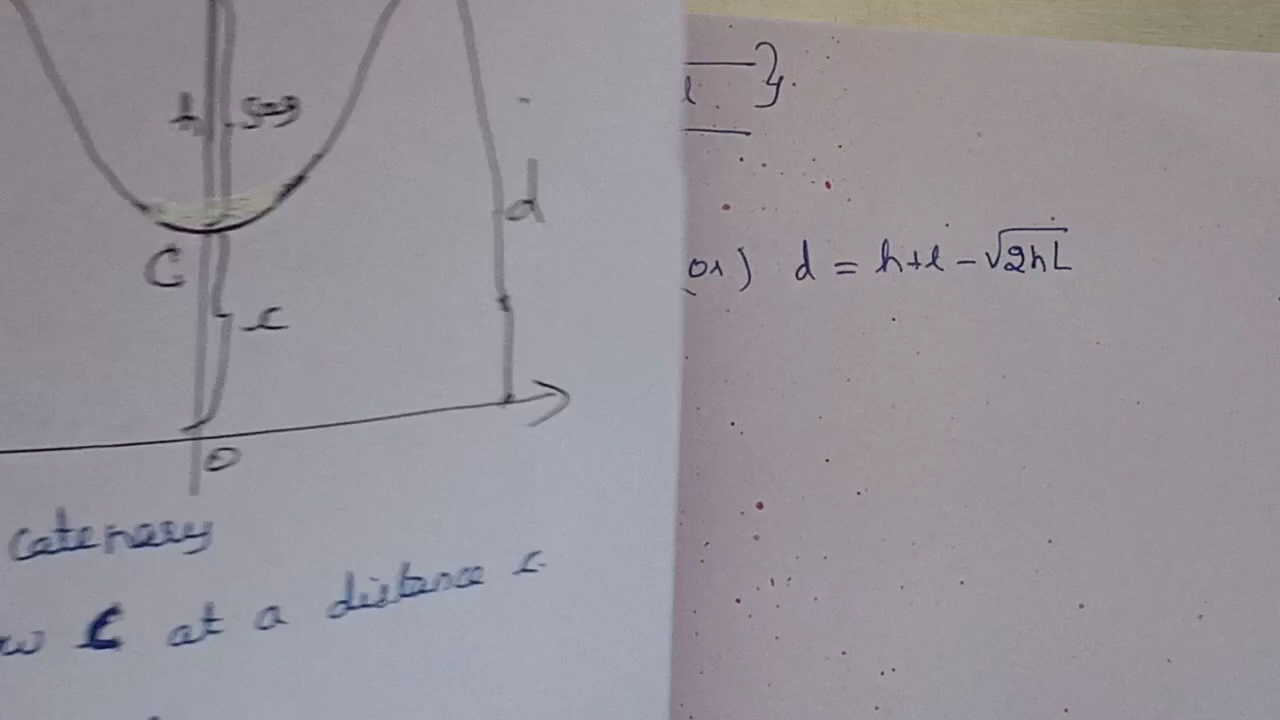 h sag
d
C
c
O
catenary
w C at a distance c
l }.
(or) d = h+l - √2hL